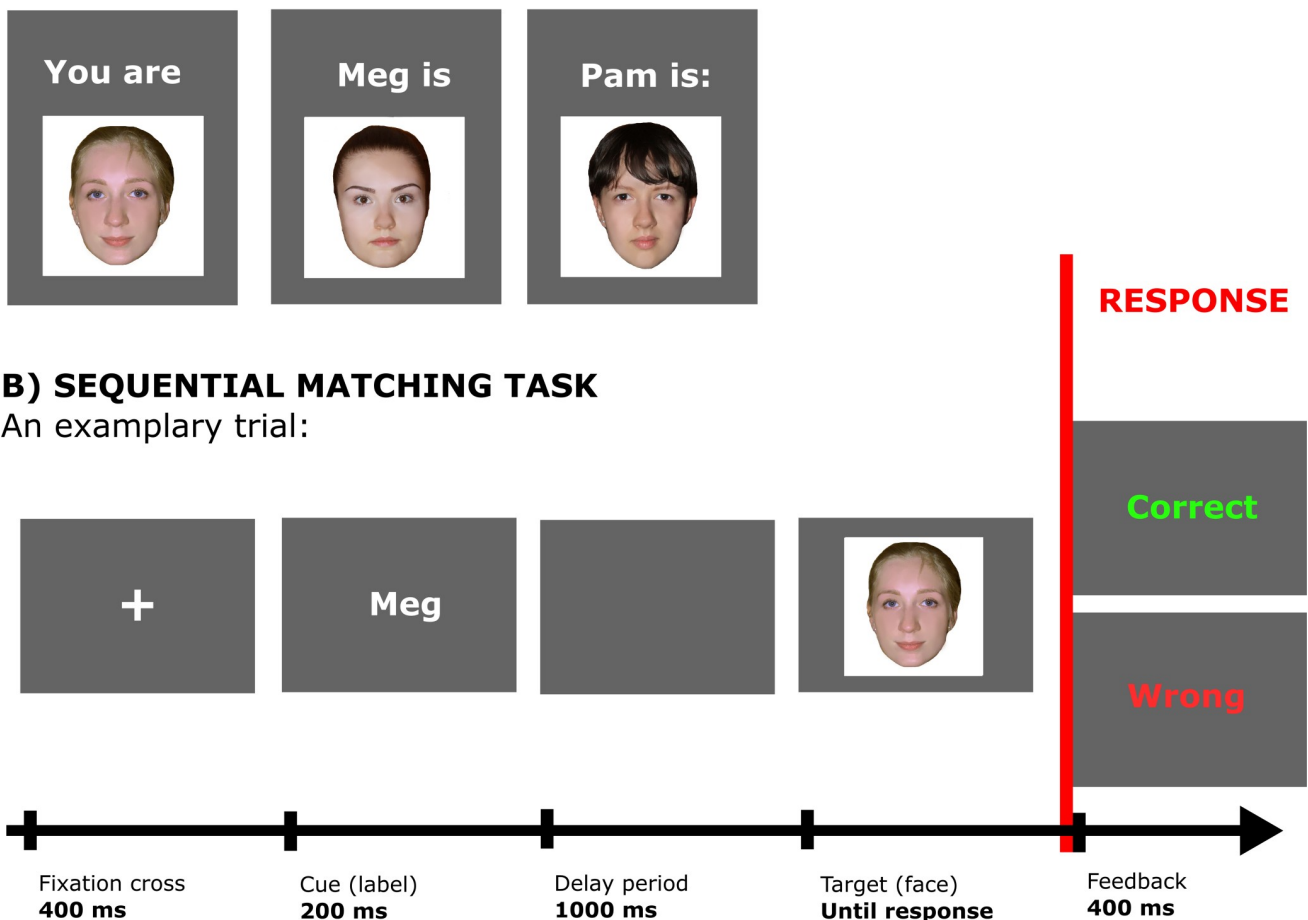 You are
Meg is
Pam is:
RESPONSE
B) SEQUENTIAL MATCHING TASK
An examplary trial:
+
Meg
Correct
Wrong
Fixation cross
400 ms
Cue (label)
200 ms
Delay period
1000 ms
Target (face)
Until response
Feedback
400 ms